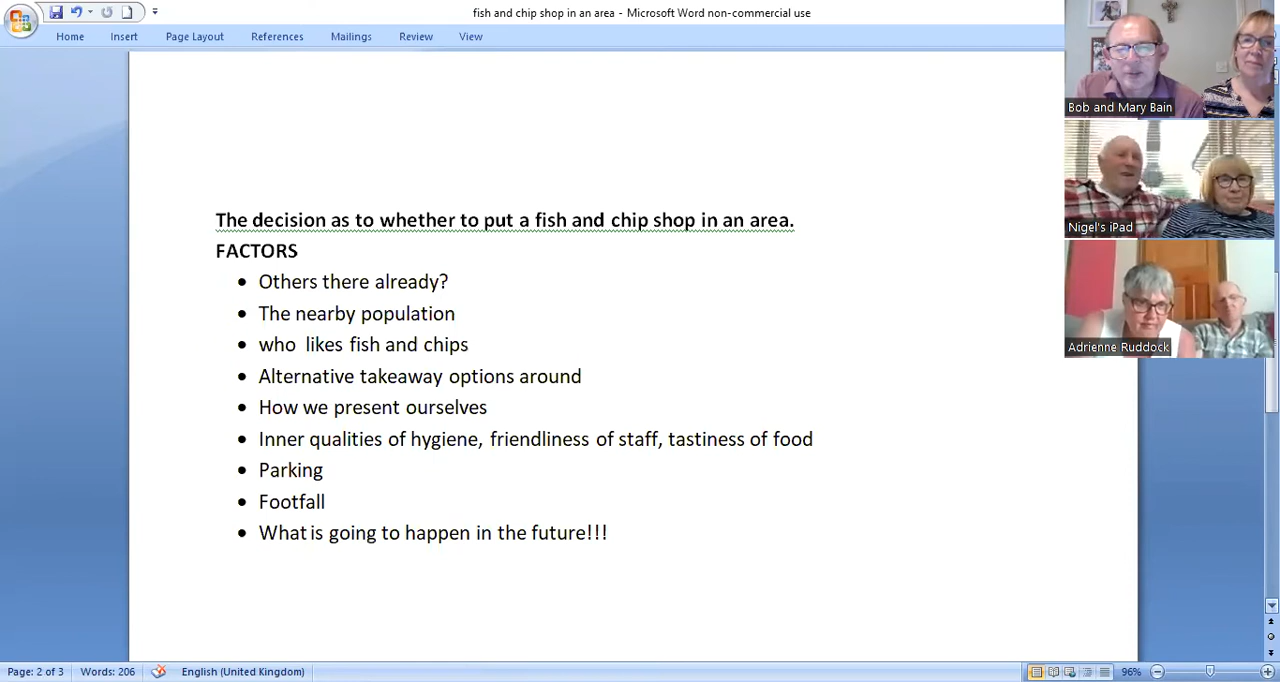 fish and chip shop in an area - Microsoft Word non-commercial use
Home Insert Page Layout References Mailings Review View
The decision as to whether to put a fish and chip shop in an area.
FACTORS
• Others there already?
• The nearby population
• who likes fish and chips
• Alternative takeaway options around
• How we present ourselves
• Inner qualities of hygiene, friendliness of staff, tastiness of food
• Parking
• Footfall
• What is going to happen in the future!!!
Bob and Mary Bain
Nigel's iPad
Adrienne Ruddock
Page: 2 of 3 Words: 206 English (United Kingdom) 96%